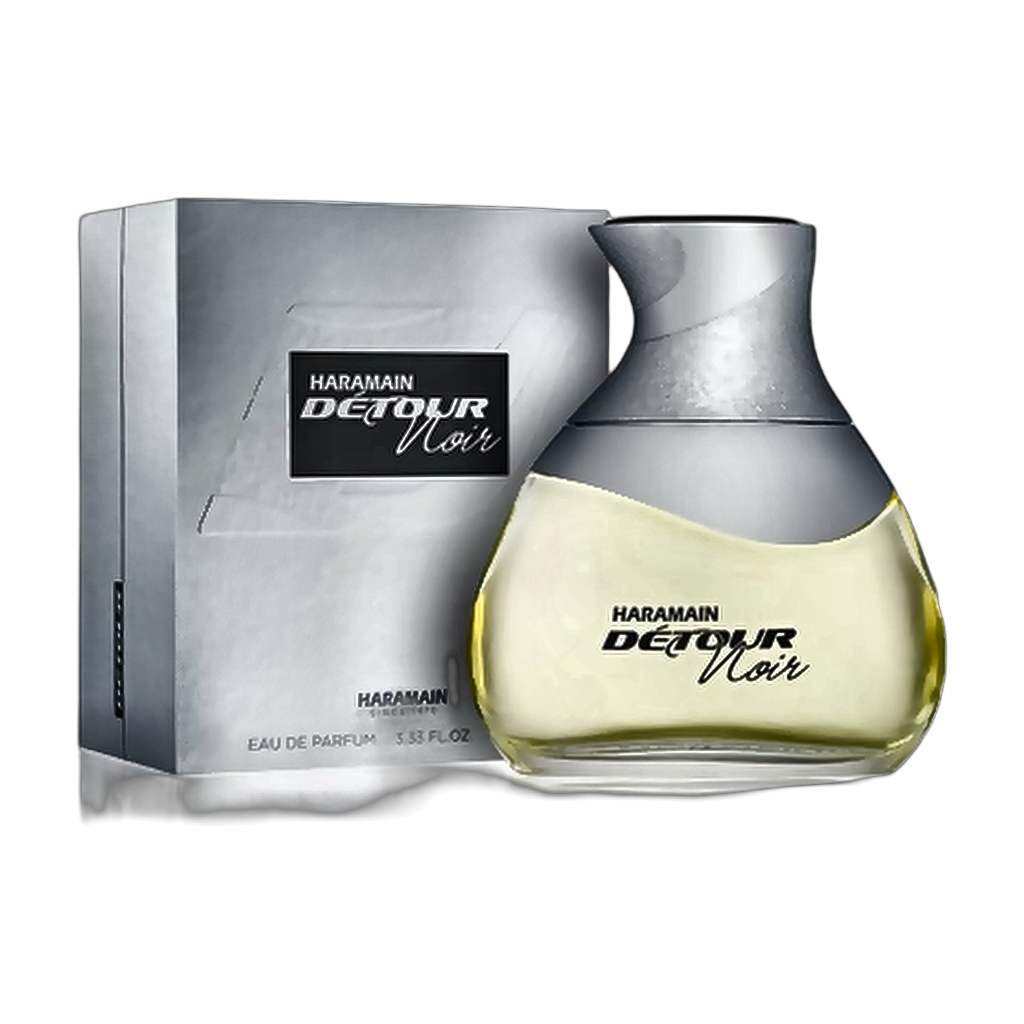 HARAMAIN
DÉTOUR
Noir
HARAMAIN
EAU DE PARFUM 3.33 FL.OZ
HARAMAIN
DÉTOUR
Noir